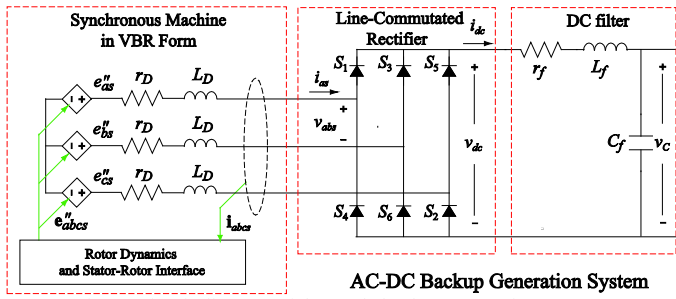 Synchronous Machine
in VBR Form
Line-Commutated
Rectifier
DC filter
e''as rD LD
e''bs rD LD
e''cs rD LD
- +
- +
- +
e''abcs
iabcs
Rotor Dynamics
and Stator-Rotor Interface
ias
+
vabs
-
S1 S3 S5
S4 S6 S2
idc
+
vdc
-
rf Lf
Cf
+
vC
-
AC-DC Backup Generation System